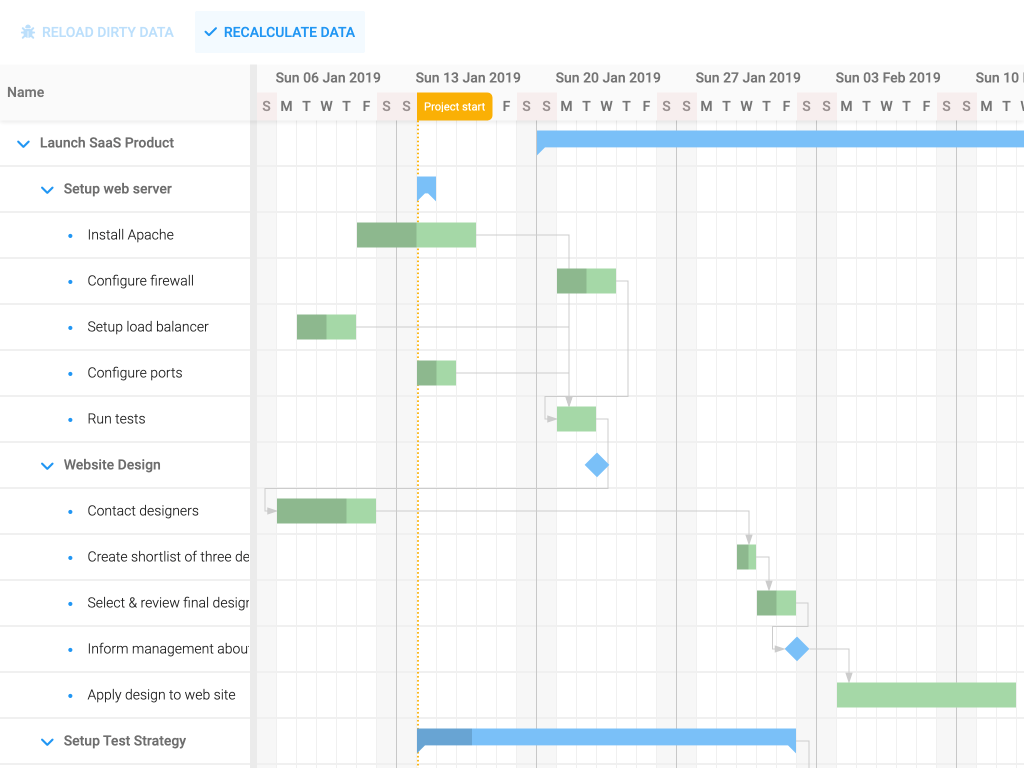 RELOAD DIRTY DATA RECALCULATE DATA
Name
Sun 06 Jan 2019 Sun 13 Jan 2019 Sun 20 Jan 2019 Sun 27 Jan 2019 Sun 03 Feb 2019 Sun 10
S M T W T F S S Project start F S S M T W T F S S M T W T F S S M T W T F S S M T
Launch SaaS Product
Setup web server
Install Apache
Configure firewall
Setup load balancer
Configure ports
Run tests
Website Design
Contact designers
Create shortlist of three de
Select & review final design
Inform management about
Apply design to web site
Setup Test Strategy